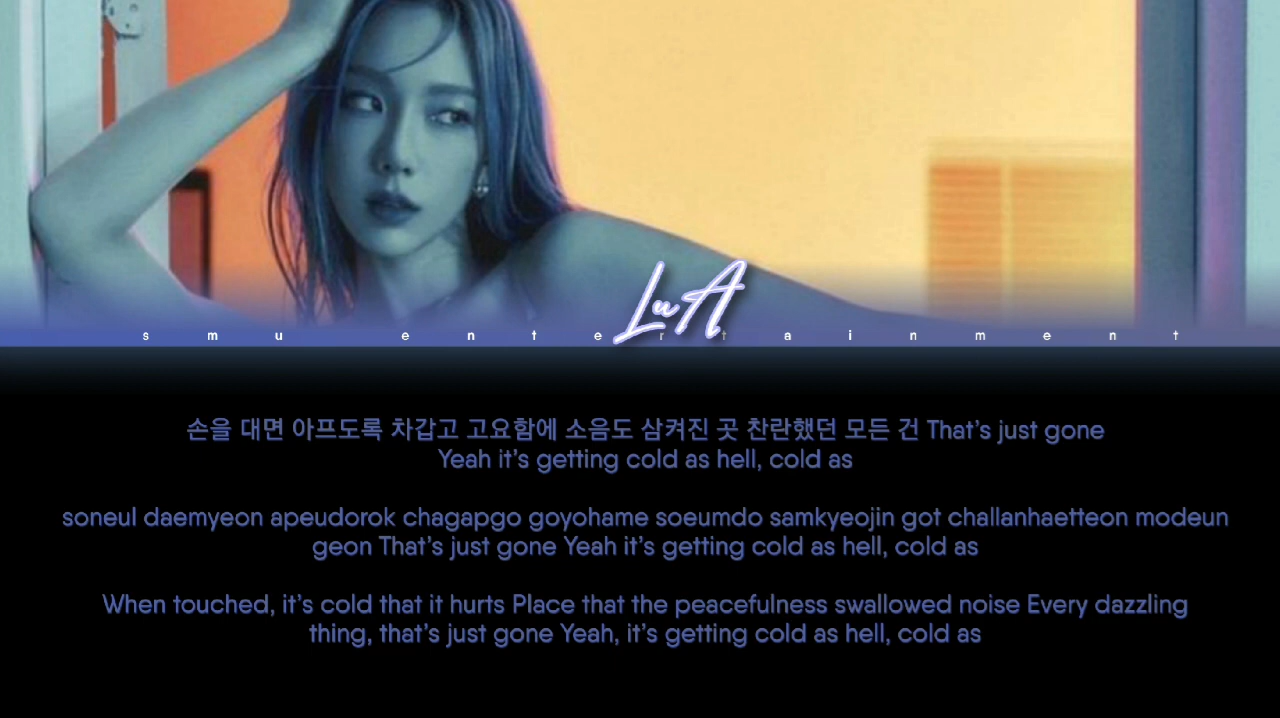 LuA
smu entertainment
손을 대면 아프도록 차갑고 고요함에 소음도 삼켜진 곳 찬란했던 모든 건 That's just gone
Yeah it's getting cold as hell, cold as
soneul daemyeon apeudorok chagapgo goyohame soeumdo samkyeojin got challanhaetteon modeun
geon That's just gone Yeah it's getting cold as hell, cold as
When touched, it's cold that it hurts Place that the peacefulness swallowed noise Every dazzling
thing, that's just gone Yeah, it's getting cold as hell, cold as